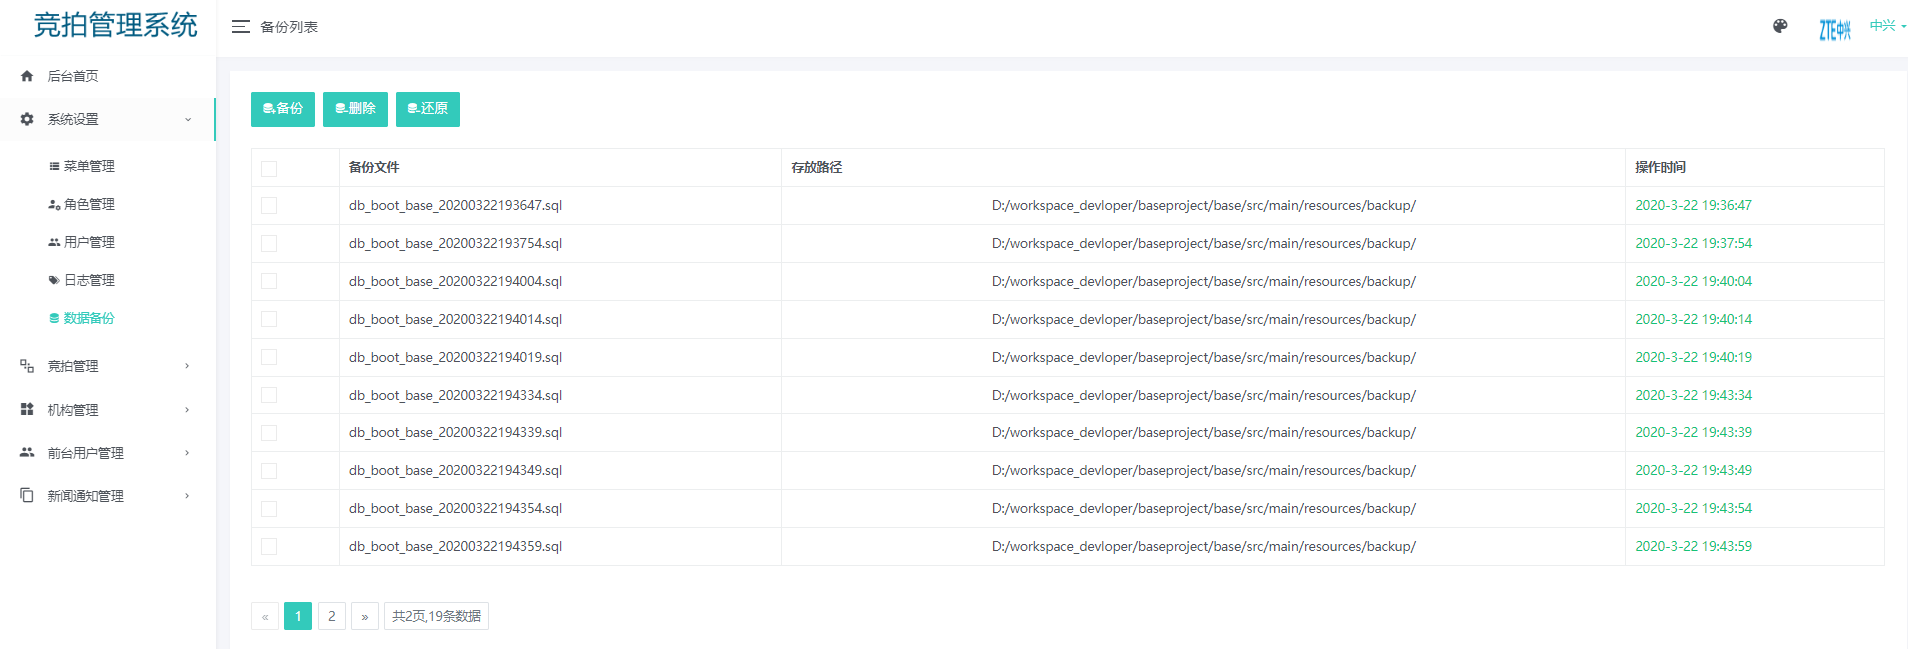 竞拍管理系统
备份列表
ZTE中兴
中兴
后台首页
系统设置
菜单管理
角色管理
用户管理
日志管理
数据备份
竞拍管理
机构管理
前台用户管理
新闻通知管理
备份 删除 还原
备份文件 存放路径 操作时间
db_boot_base_20200322193647.sql D:/workspace_devloper/baseproject/base/src/main/resources/backup/ 2020-3-22 19:36:47
db_boot_base_20200322193754.sql D:/workspace_devloper/baseproject/base/src/main/resources/backup/ 2020-3-22 19:37:54
db_boot_base_20200322194004.sql D:/workspace_devloper/baseproject/base/src/main/resources/backup/ 2020-3-22 19:40:04
db_boot_base_20200322194014.sql D:/workspace_devloper/baseproject/base/src/main/resources/backup/ 2020-3-22 19:40:14
db_boot_base_20200322194019.sql D:/workspace_devloper/baseproject/base/src/main/resources/backup/ 2020-3-22 19:40:19
db_boot_base_20200322194334.sql D:/workspace_devloper/baseproject/base/src/main/resources/backup/ 2020-3-22 19:43:34
db_boot_base_20200322194339.sql D:/workspace_devloper/baseproject/base/src/main/resources/backup/ 2020-3-22 19:43:39
db_boot_base_20200322194349.sql D:/workspace_devloper/baseproject/base/src/main/resources/backup/ 2020-3-22 19:43:49
db_boot_base_20200322194354.sql D:/workspace_devloper/baseproject/base/src/main/resources/backup/ 2020-3-22 19:43:54
db_boot_base_20200322194359.sql D:/workspace_devloper/baseproject/base/src/main/resources/backup/ 2020-3-22 19:43:59
« 1 2 » 共2页,19条数据